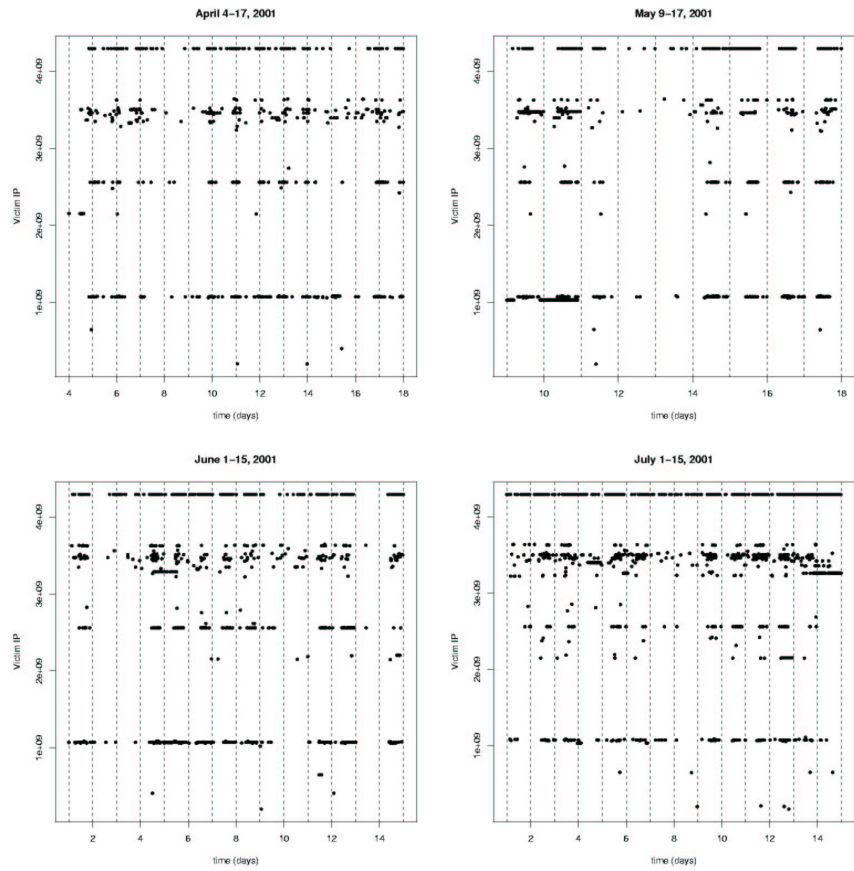 April 4–17, 2001
Victim IP
4e+09
3e+09
2e+09
1e+09
4 6 8 10 12 14 16 18
time (days)
May 9–17, 2001
Victim IP
4e+09
3e+09
2e+09
1e+09
10 12 14 16 18
time (days)
June 1–15, 2001
Victim IP
4e+09
3e+09
2e+09
1e+09
2 4 6 8 10 12 14
time (days)
July 1–15, 2001
Victim IP
4e+09
3e+09
2e+09
1e+09
2 4 6 8 10 12 14
time (days)